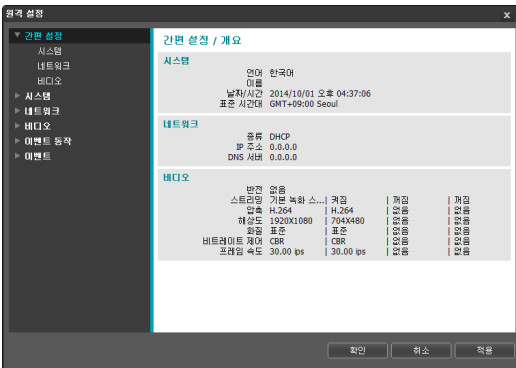 원격 설정
x
간편 설정
시스템
네트워크
비디오
시스템
네트워크
비디오
이벤트 동작
이벤트
간편 설정 / 개요
시스템
언어 한국어
이름
날짜/시간 2014/10/01 오후 04:37:06
표준 시간대 GMT+09:00 Seoul
네트워크
종류 DHCP
IP 주소 0.0.0.0
DNS 서버 0.0.0.0
비디오
반전 없음
스트리밍 기본 녹화 스...| 켜짐 | 꺼짐 | 꺼짐
압축 H.264 | H.264 | 없음 | 없음
해상도 1920X1080 | 704X480 | 없음 | 없음
화질 표준 | 표준 | 없음 | 없음
비트레이트 제어 CBR | CBR | 없음 | 없음
프레임 속도 30.00 ips | 30.00 ips | 없음 | 없음
확인 취소 적용